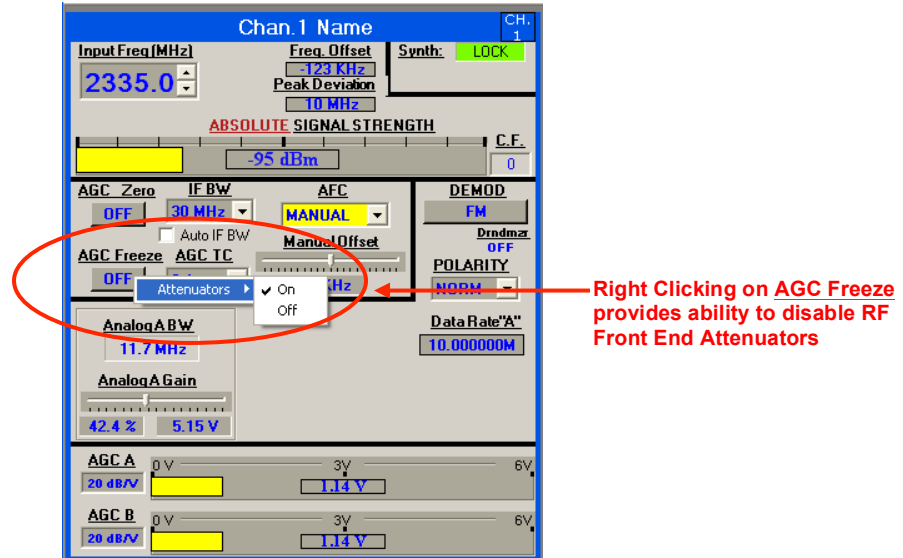 Chan.1 Name
CH.
1
Input Freq (MHz)
Freq. Offset
Synth:
LOCK
2335.0
-123 KHz
Peak Deviation
10 MHz
ABSOLUTE SIGNAL STRENGTH
C.F.
-95 dBm
0
AGC Zero
IF BW
AFC
DEMOD
OFF
30 MHz
MANUAL
FM
Auto IF BW
Manual Offset
Drndmzr
OFF
AGC Freeze
AGC TC
POLARITY
OFF
KHz
NORM
Attenuators
On
Off
Right Clicking on AGC Freeze
provides ability to disable RF
Front End Attenuators
Analog A BW
Data Rate"A"
11.7 MHz
10.000000M
Analog A Gain
42.4 %
5.15 V
AGC A
0 V
3V
6V
20 dB/V
1.14 V
AGC B
0 V
3V
6V
20 dB/V
1.14 V